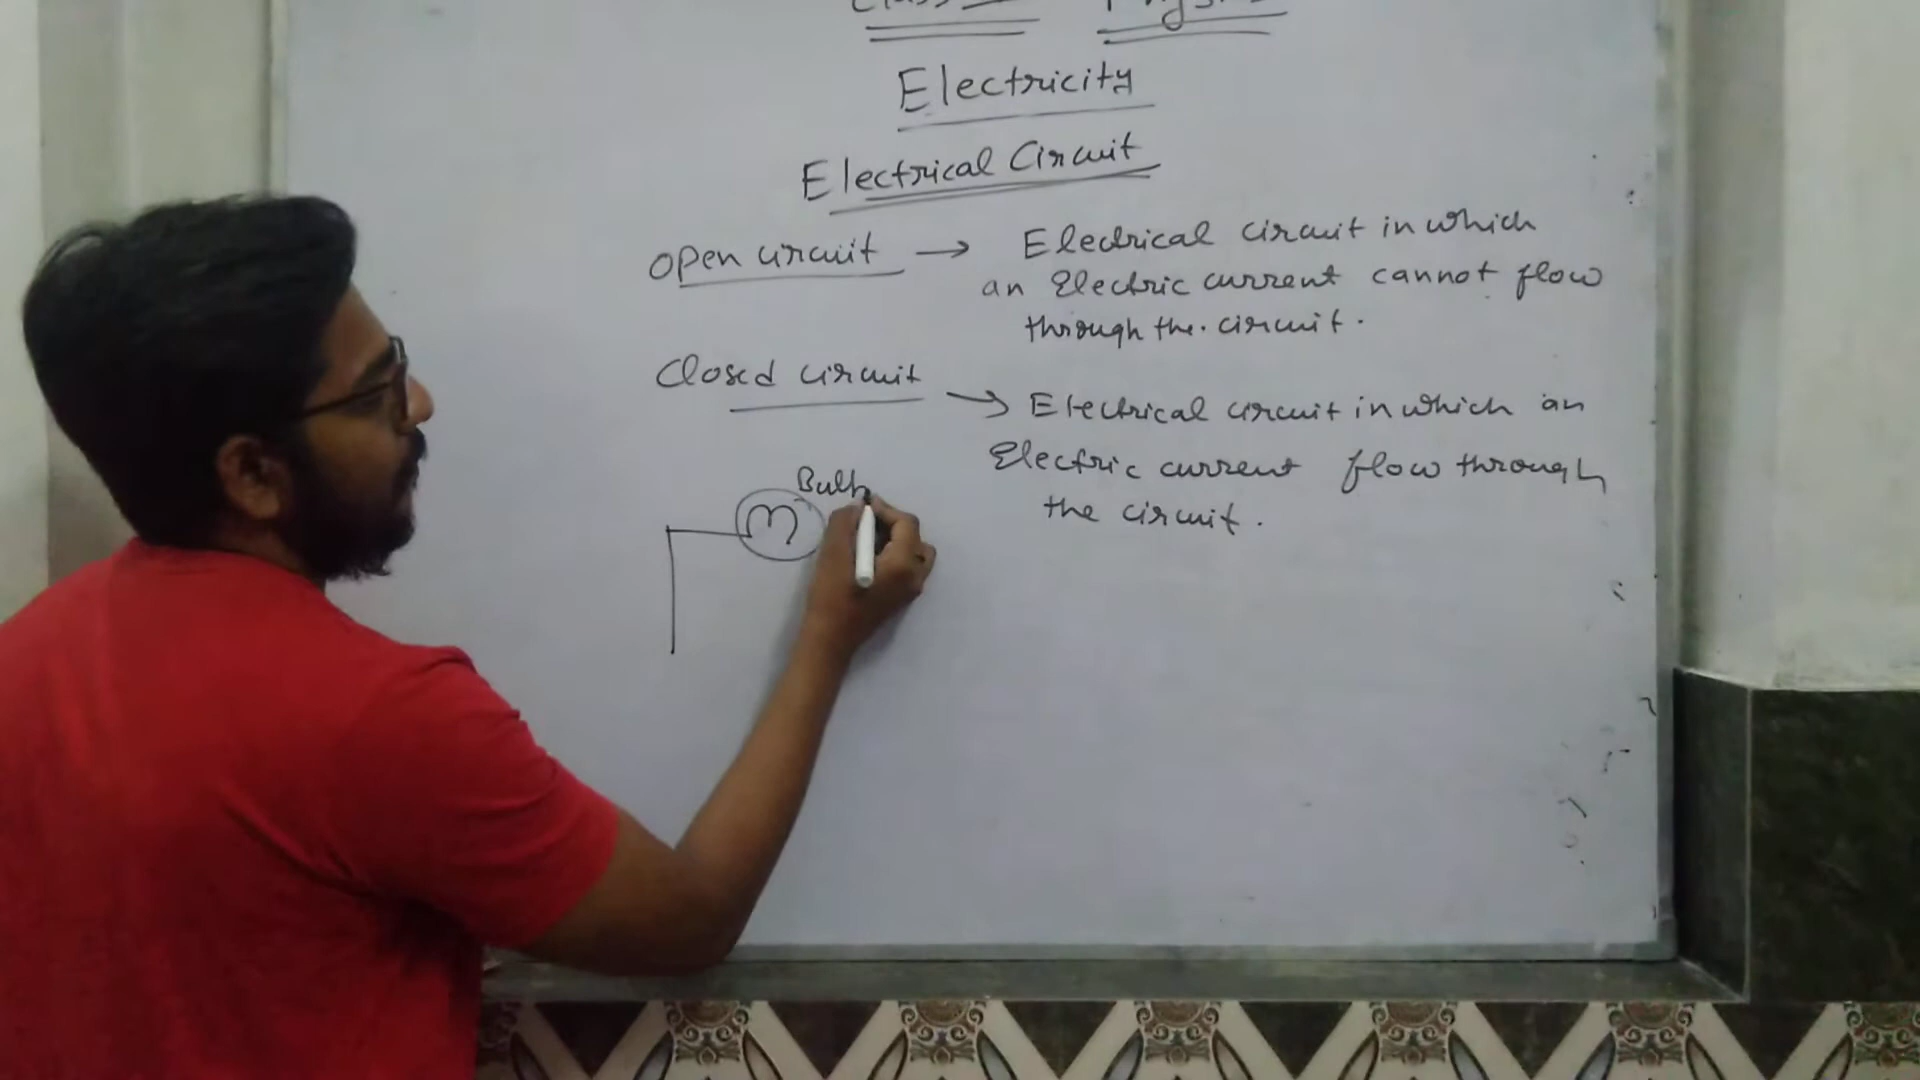 Electricity
Electrical Circuit
Open circuit → Electrical circuit in which
an Electric current cannot flow
through the circuit.
Closed circuit → Electrical circuit in which an
Electric current flow through
the circuit.
Bulb